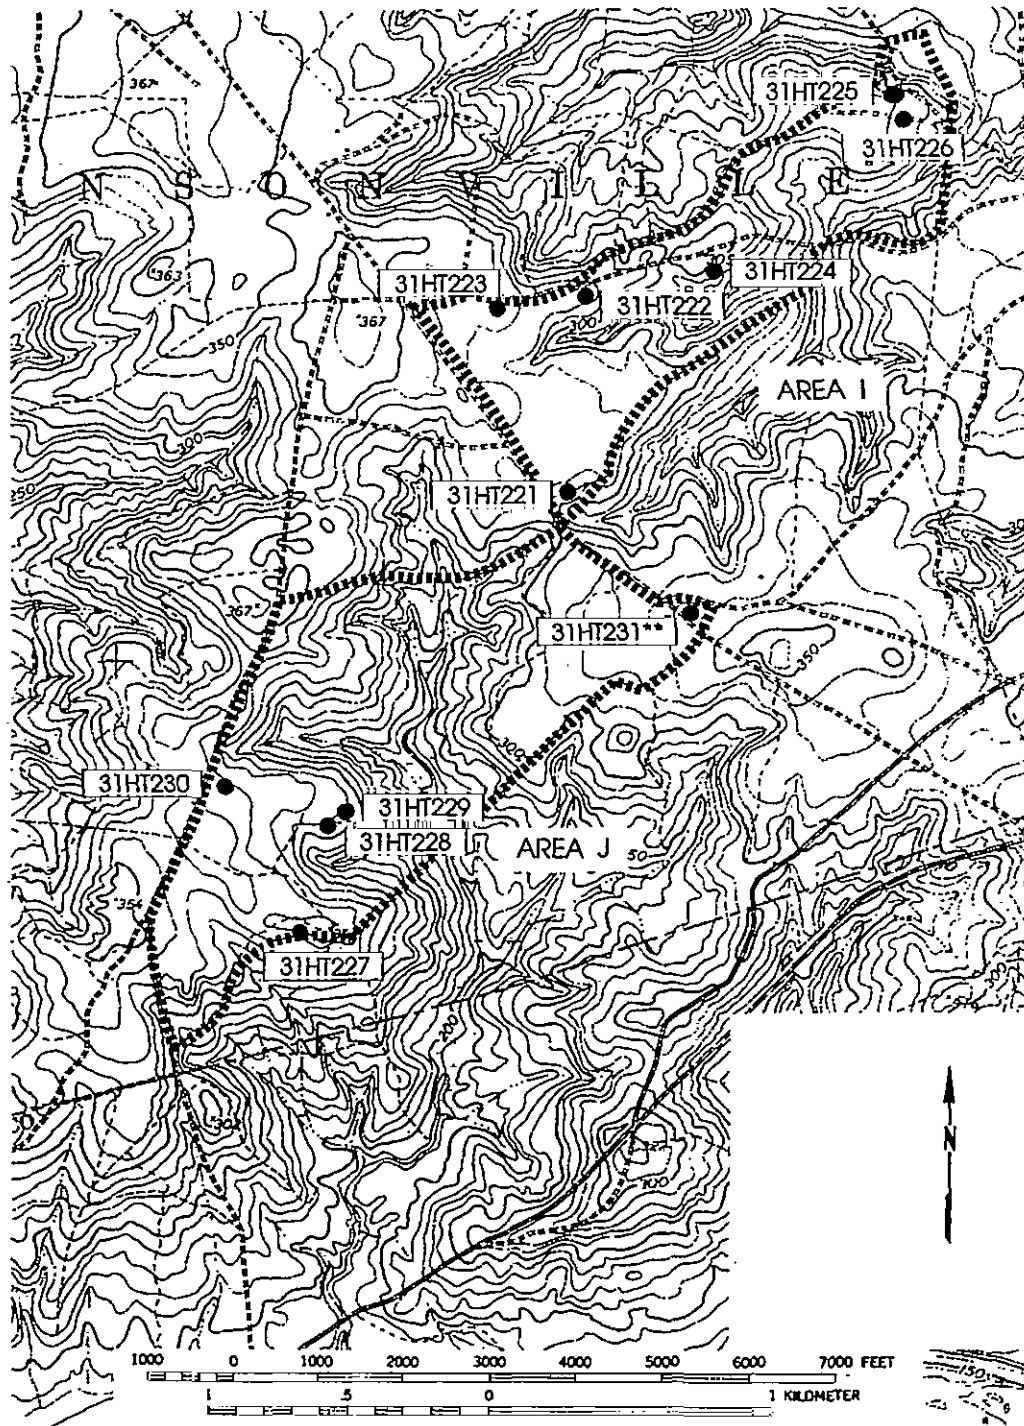 367
31HT225
31HT226
N S O N V I L L E
363
31HT223
31HT224
31HT222
367
300
350
AREA I
300
31HT221
367
31HT231**
350
300
31HT230
31HT229
31HT228
AREA J
50
354
31HT227
200
N
100
1000 0 1000 2000 3000 4000 5000 6000 7000 FEET
1 .5 0 1 KILOMETER
150